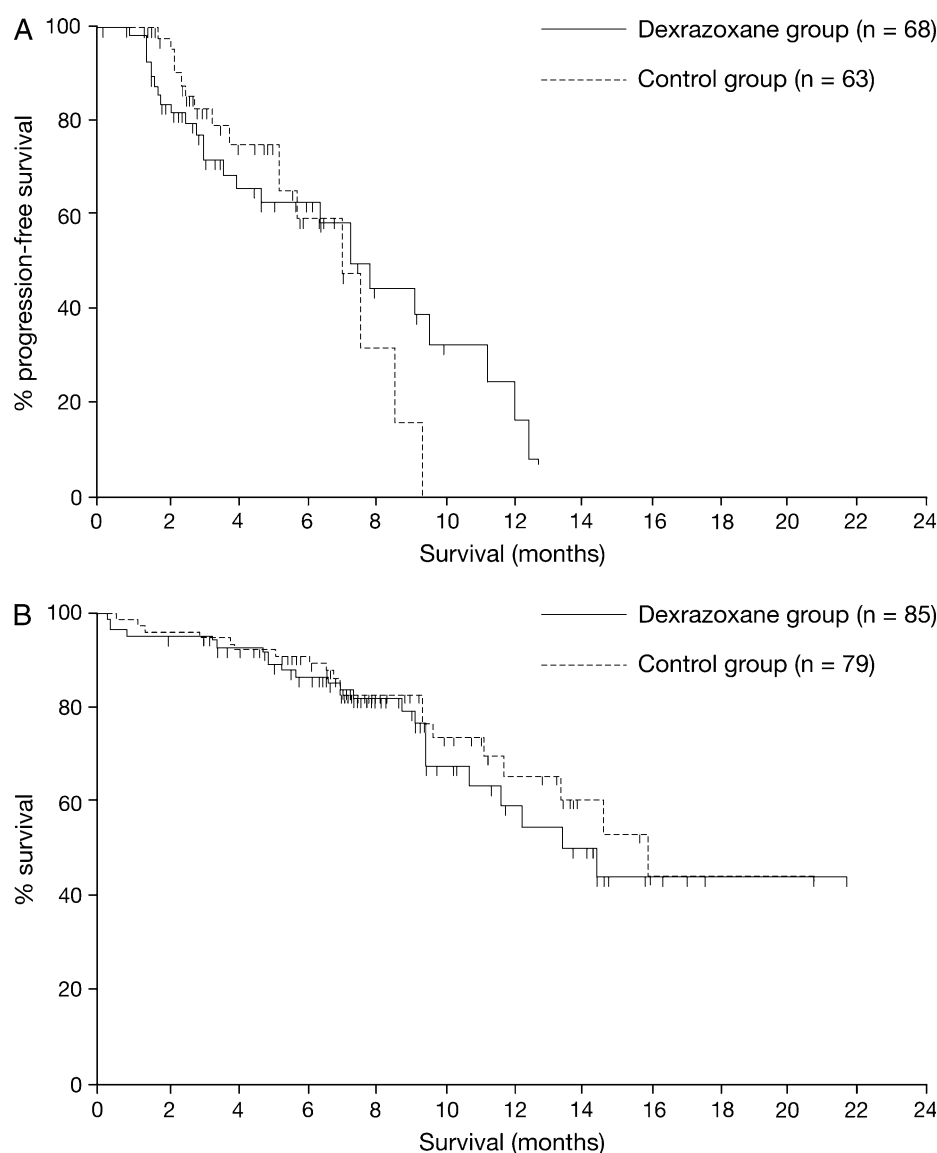 A
Dexrazoxane group (n = 68)
Control group (n = 63)
% progression-free survival
100
80
60
40
20
0
0 2 4 6 8 10 12 14 16 18 20 22 24
Survival (months)
B
Dexrazoxane group (n = 85)
Control group (n = 79)
% survival
100
80
60
40
20
0
0 2 4 6 8 10 12 14 16 18 20 22 24
Survival (months)